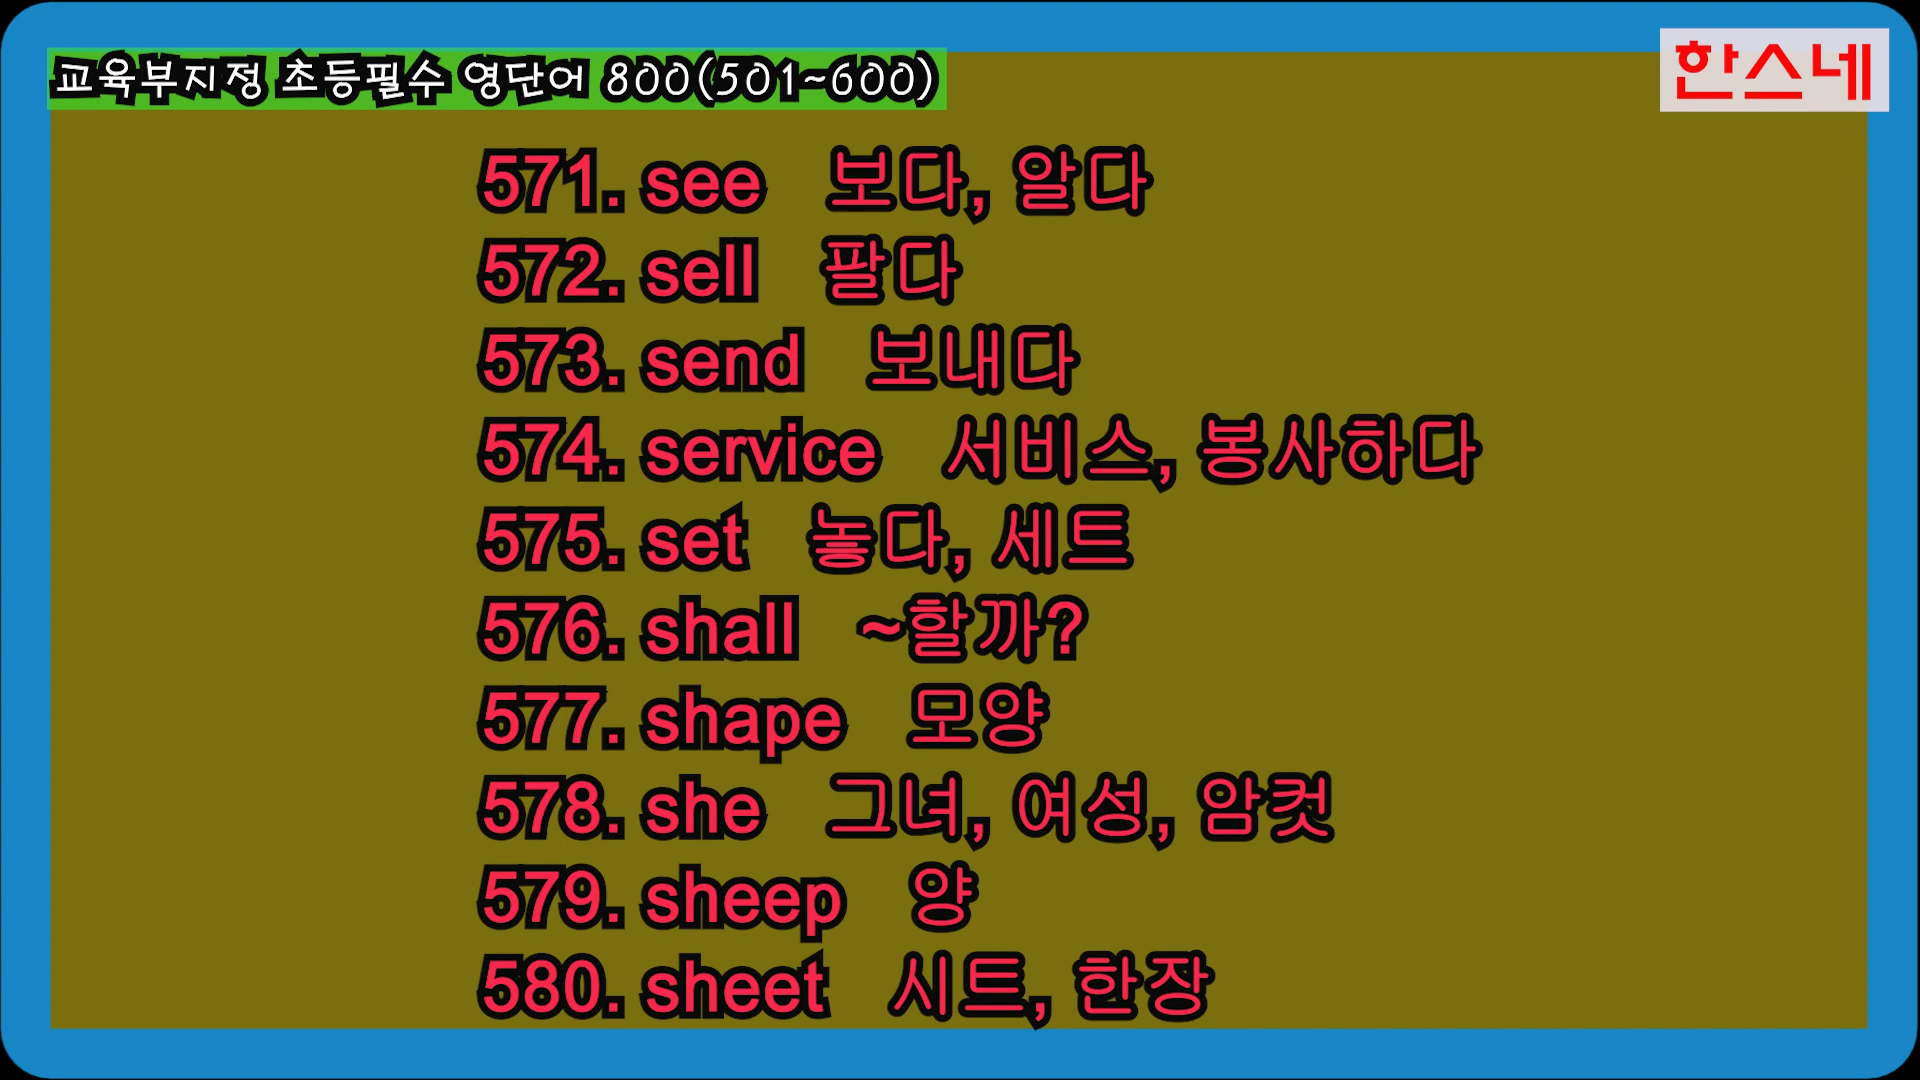 교육부지정 초등필수 영단어 800(501~600)
한스네
571. see 보다, 알다
572. sell 팔다
573. send 보내다
574. service 서비스, 봉사하다
575. set 놓다, 세트
576. shall ~할까?
577. shape 모양
578. she 그녀, 여성, 암컷
579. sheep 양
580. sheet 시트, 한장